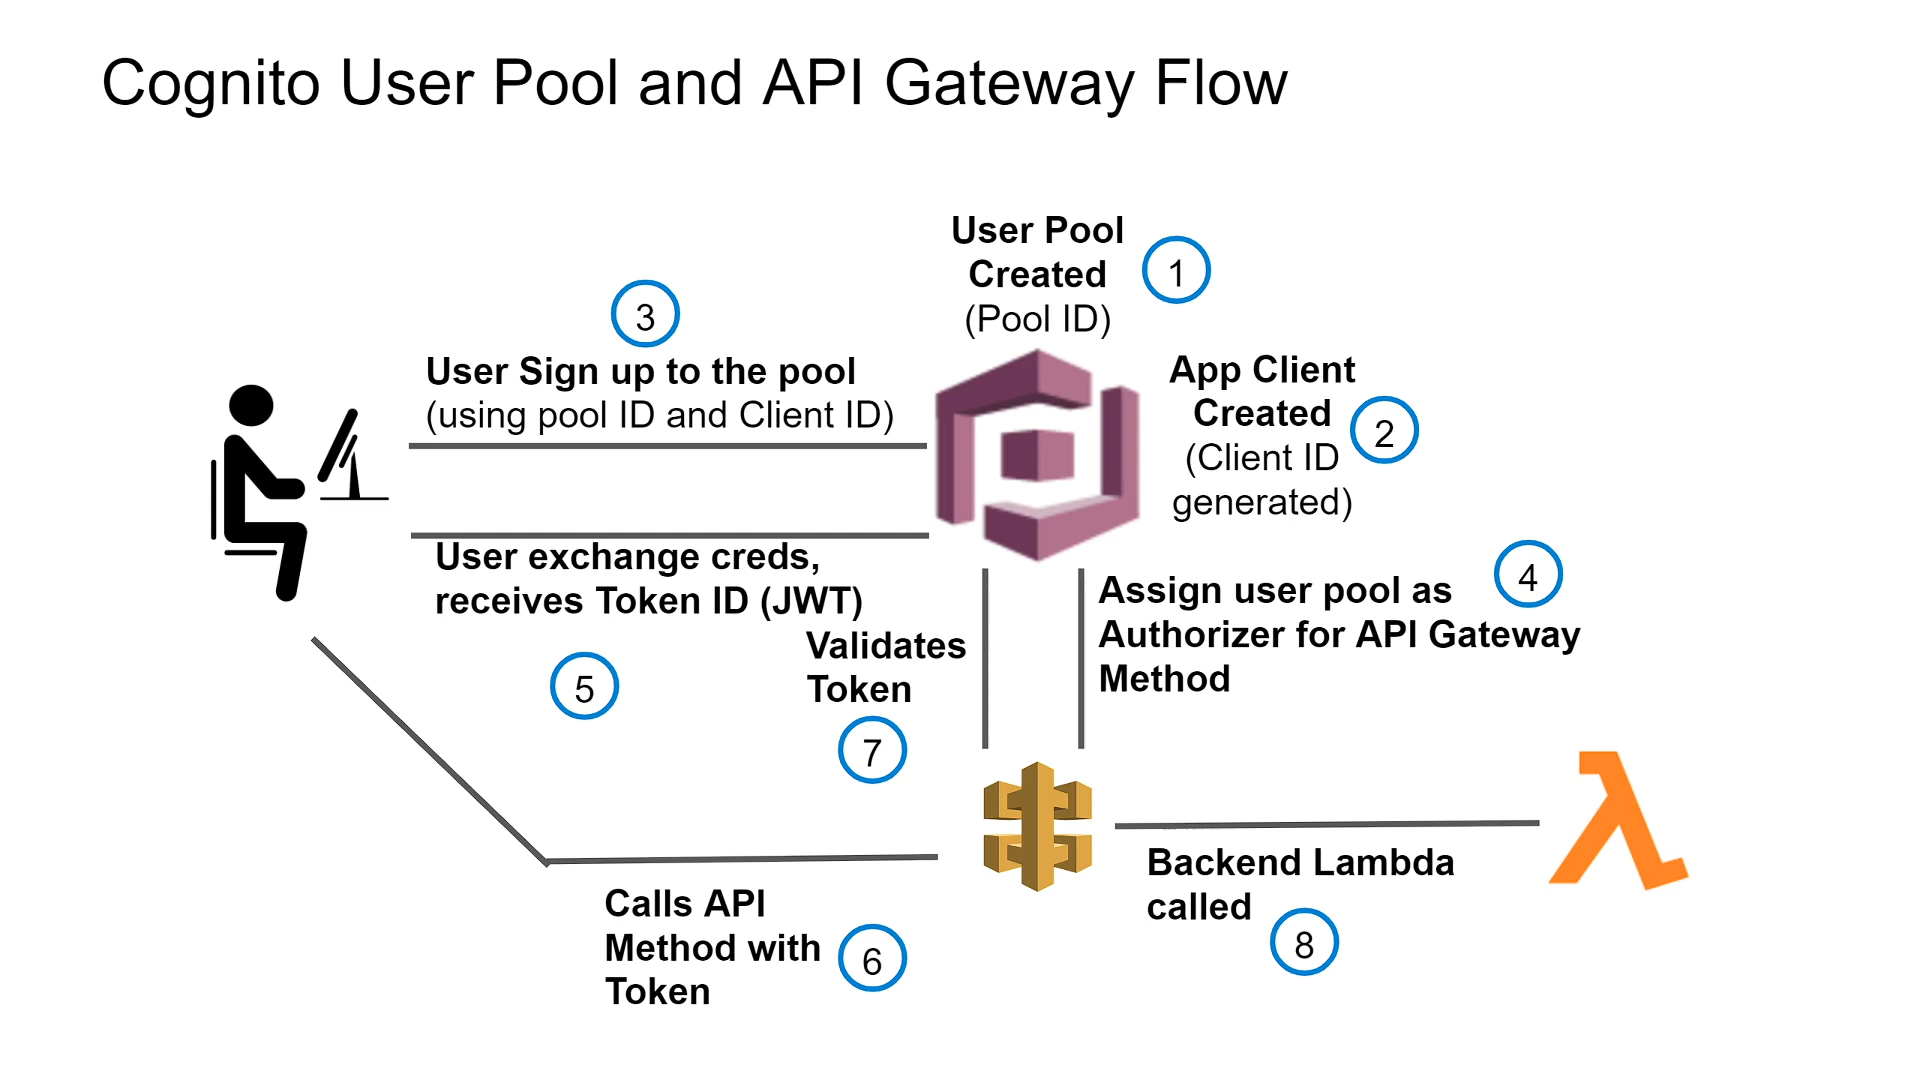 Cognito User Pool and API Gateway Flow
User Pool
Created
(Pool ID)
1
App Client
Created
(Client ID
generated)
2
3
User Sign up to the pool
(using pool ID and Client ID)
User exchange creds,
receives Token ID (JWT)
5
4
Assign user pool as
Authorizer for API Gateway
Method
Validates
Token
7
Calls API
Method with
Token
6
Backend Lambda
called
8